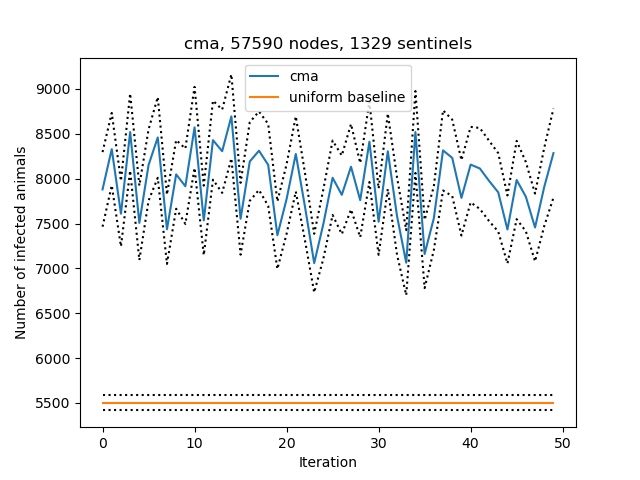 cma, 57590 nodes, 1329 sentinels
cma
uniform baseline
Number of infected animals
9000
8500
8000
7500
7000
6500
6000
5500
0 10 20 30 40 50
Iteration